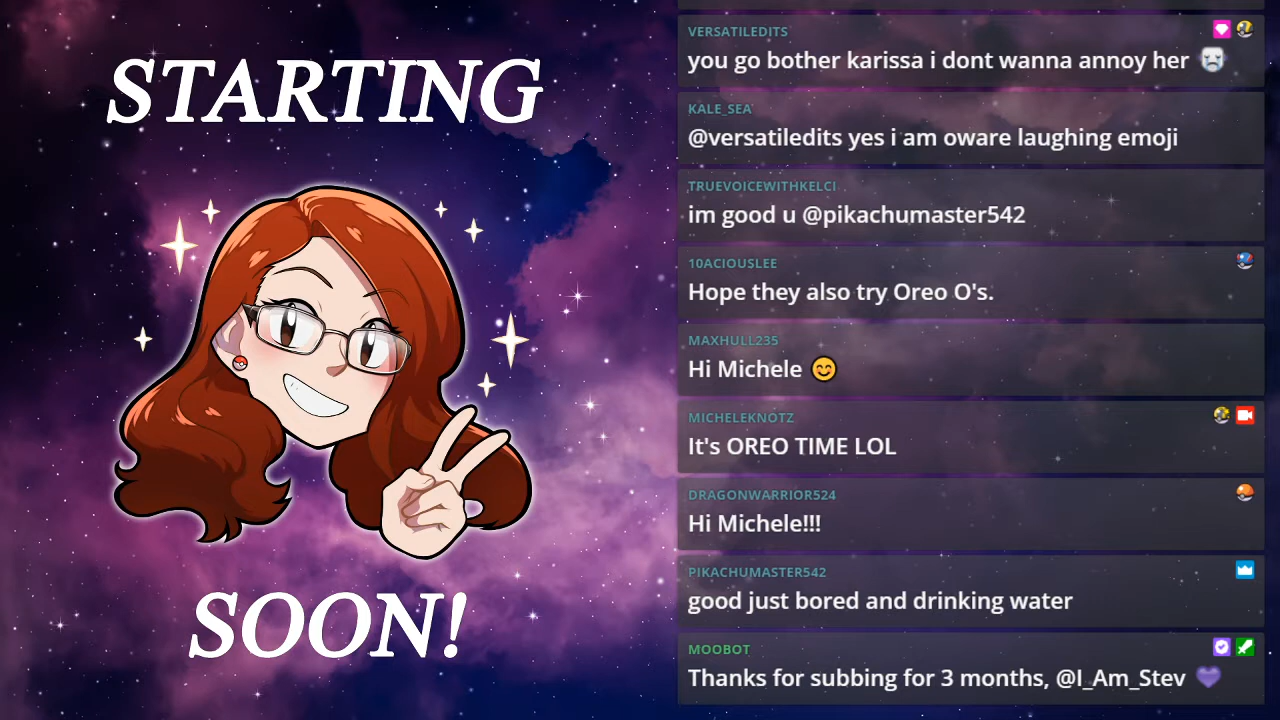 STARTING
SOON!
VERSATILEDITS
you go bother karissa i dont wanna annoy her
KALE_SEA
@versatiledits yes i am oware laughing emoji
TRUEVOICEWITHKELCI
im good u @pikachumaster542
10ACIOUSLEE
Hope they also try Oreo O's.
MAXHULL235
Hi Michele 😊
MICHELEKNOTZ
It's OREO TIME LOL
DRAGONWARRIOR524
Hi Michele!!!
PIKACHUMASTER542
good just bored and drinking water
MOOBOT
Thanks for subbing for 3 months, @I_Am_Stev 💜